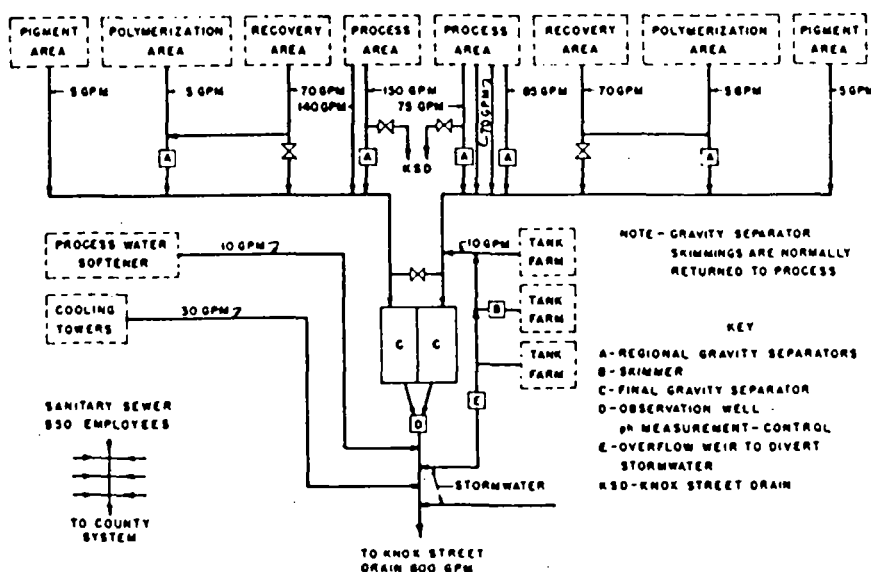 PIGMENT AREA
POLYMERIZATION AREA
RECOVERY AREA
PROCESS AREA
PROCESS AREA
RECOVERY AREA
POLYMERIZATION AREA
PIGMENT AREA
5 GPM
5 GPM
70 GPM
140 GPM
150 GPM
75 GPM
70 GPM
85 GPM
70 GPM
5 GPM
5 GPM
A
A
A
A
A
KSD
PROCESS WATER SOFTENER
10 GPM
COOLING TOWERS
30 GPM
10 GPM
TANK FARM
TANK FARM
TANK FARM
B
C
C
D
E
NOTE - GRAVITY SEPARATOR
SKIMMINGS ARE NORMALLY
RETURNED TO PROCESS
KEY
A - REGIONAL GRAVITY SEPARATORS
B - SKIMMER
C - FINAL GRAVITY SEPARATOR
D - OBSERVATION WELL
ph MEASUREMENT - CONTROL
E - OVERFLOW WEIR TO DIVERT
STORMWATER
KSD - KNOX STREET DRAIN
SANITARY SEWER
550 EMPLOYEES
TO COUNTY
SYSTEM
STORMWATER
TO KNOX STREET
DRAIN 600 GPM